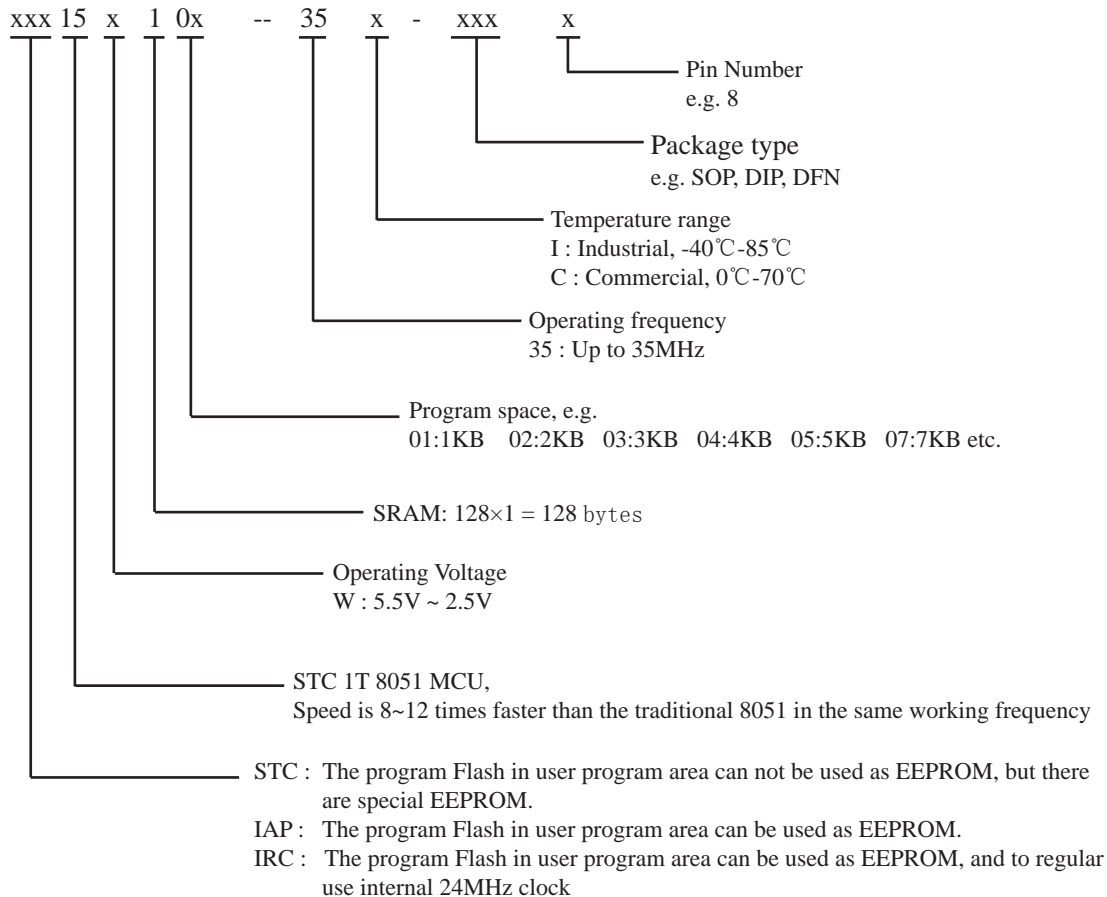 xxx 15 x 1 0x -- 35 x - xxx x
Pin Number
e.g. 8
Package type
e.g. SOP, DIP, DFN
Temperature range
I : Industrial, -40℃-85℃
C : Commercial, 0℃-70℃
Operating frequency
35 : Up to 35MHz
Program space, e.g.
01:1KB 02:2KB 03:3KB 04:4KB 05:5KB 07:7KB etc.
SRAM: 128×1 = 128 bytes
Operating Voltage
W : 5.5V ~ 2.5V
STC 1T 8051 MCU,
Speed is 8~12 times faster than the traditional 8051 in the same working frequency
STC : The program Flash in user program area can not be used as EEPROM, but there
are special EEPROM.
IAP : The program Flash in user program area can be used as EEPROM.
IRC : The program Flash in user program area can be used as EEPROM, and to regular
use internal 24MHz clock